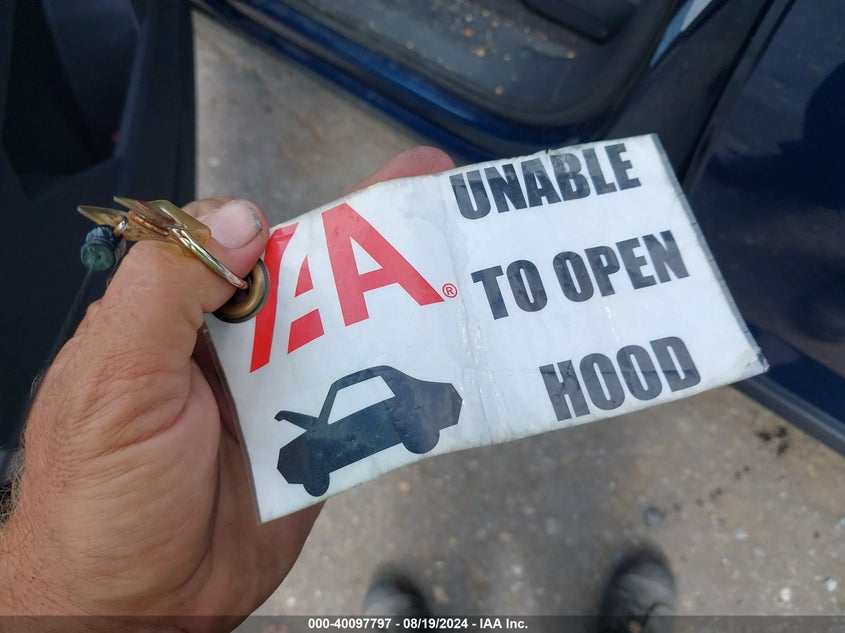 IAA®
UNABLE
TO OPEN
HOOD
000-40097797 - 08/19/2024 - IAA Inc.